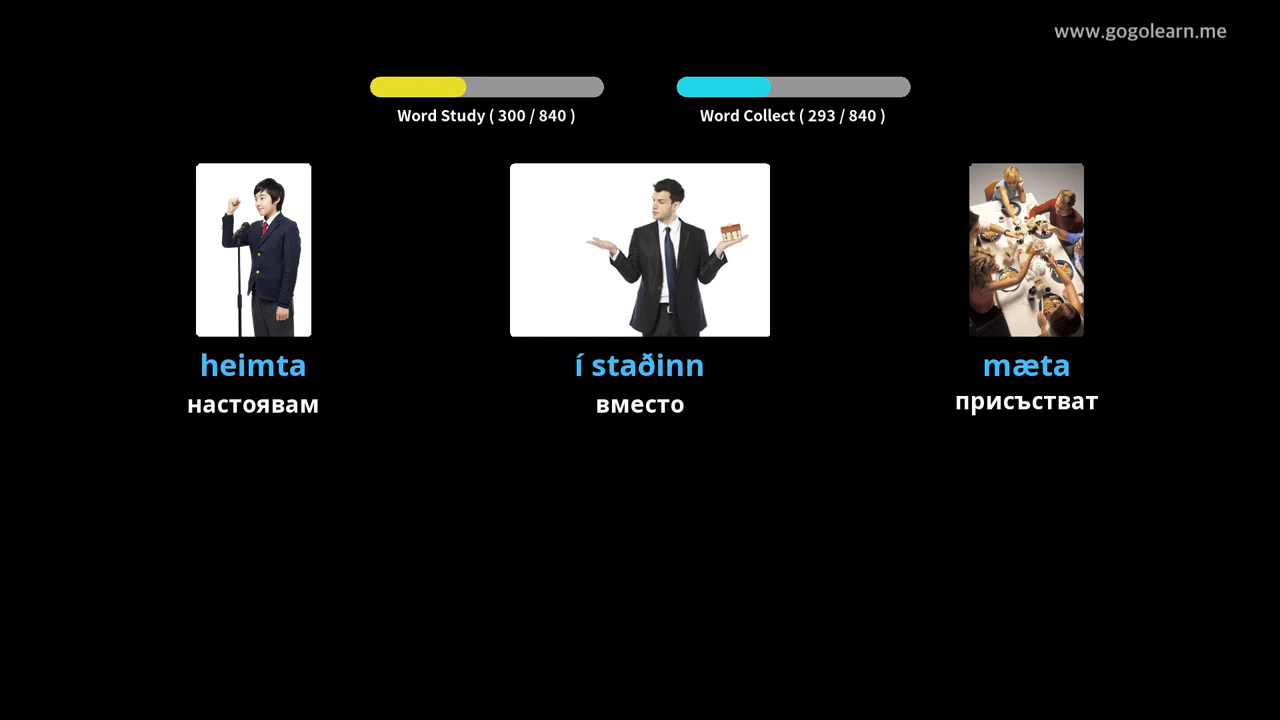 www.gogolearn.me
Word Study ( 300 / 840 )
Word Collect ( 293 / 840 )
heimta
í staðinn
mæta
настоявам
вместо
присъстват